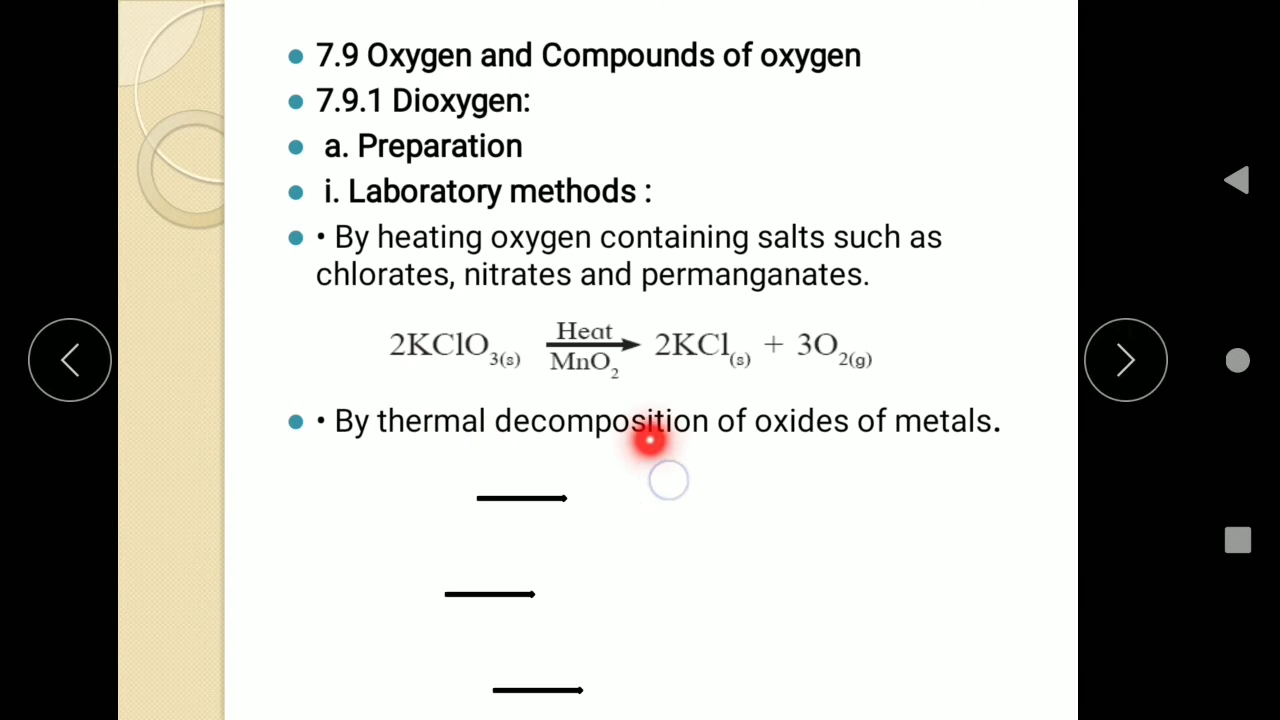 7.9 Oxygen and Compounds of oxygen
7.9.1 Dioxygen:
a. Preparation
i. Laboratory methods :
• By heating oxygen containing salts such as
chlorates, nitrates and permanganates.
2KClO₃(s) Heat MnO₂ → 2KCl(s) + 3O₂(g)
• By thermal decomposition of oxides of metals.